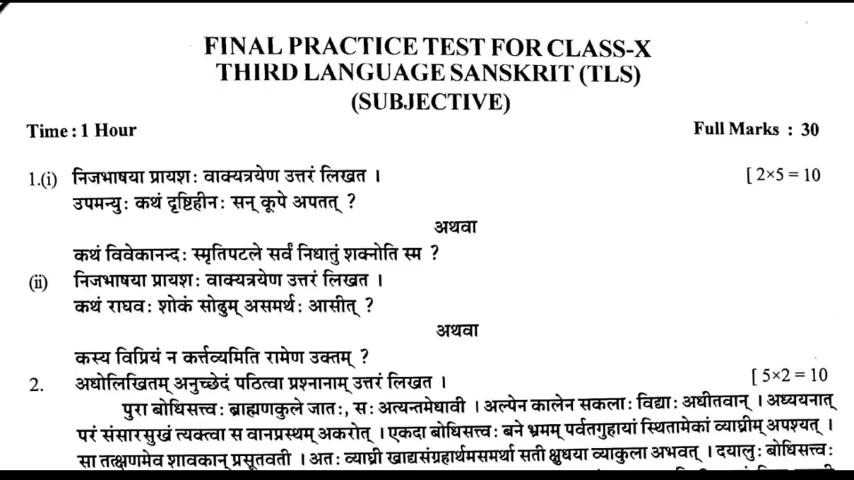 FINAL PRACTICE TEST FOR CLASS-X
THIRD LANGUAGE SANSKRIT (TLS)
(SUBJECTIVE)
Time : 1 Hour Full Marks : 30
1.(i) निजभाषया प्रायशः वाक्यत्रयेण उत्तरं लिखत । [ 2×5 = 10
उपमन्युः कथं दृष्टिहीनः सन् कूपे अपतत् ?
अथवा
कथं विवेकानन्दः स्मृतिपटले सर्वं निधातुं शक्नोति स्म ?
(ii) निजभाषया प्रायशः वाक्यत्रयेण उत्तरं लिखत ।
कथं राघवः शोकं सोढुम् असमर्थः आसीत् ?
अथवा
कस्य विप्रियं न कर्त्तव्यमिति रामेण उक्तम् ?
2. अधोलिखितम् अनुच्छेदं पठित्वा प्रश्नानाम् उत्तरं लिखत । [ 5×2 = 10
पुरा बोधिसत्त्वः ब्राह्मणकुले जातः, सः अत्यन्तमेधावी । अल्पेन कालेन सकलाः विद्याः अधीतवान् । अध्ययनात्
परं संसारसुखं त्यक्त्वा स वानप्रस्थम् अकरोत् । एकदा बोधिसत्त्वः बने भ्रमम् पर्वतगुहायां स्थितामेकां व्याघ्रीम् अपश्यत् ।
सा तत्क्षणमेव शावकान् प्रसूतवती । अतः व्याघ्री खाद्यसंग्रहार्थमसमर्था सती क्षुधया व्याकुला अभवत् । दयालुः बोधिसत्त्वः